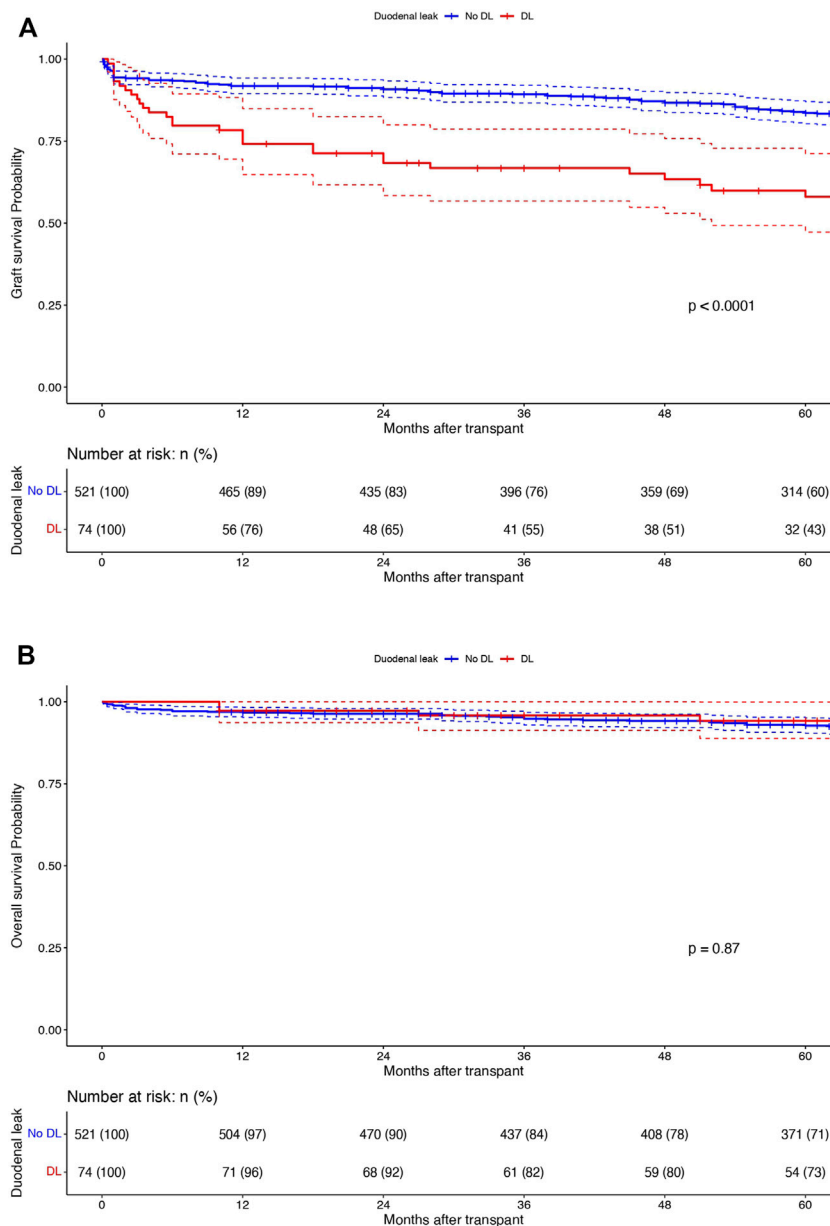 A
Duodenal leak No DL DL
1.00
0.75
0.50
0.25
0.00
Graft survival Probability
p < 0.0001
0 12 24 36 48 60
Months after transpant
Number at risk: n (%)
Duodenal leak
No DL 521 (100) 465 (89) 435 (83) 396 (76) 359 (69) 314 (60)
DL 74 (100) 56 (76) 48 (65) 41 (55) 38 (51) 32 (43)
0 12 24 36 48 60
Months after transpant
B
Duodenal leak No DL DL
1.00
0.75
0.50
0.25
0.00
Overall survival Probability
p = 0.87
0 12 24 36 48 60
Months after transpant
Number at risk: n (%)
Duodenal leak
No DL 521 (100) 504 (97) 470 (90) 437 (84) 408 (78) 371 (71)
DL 74 (100) 71 (96) 68 (92) 61 (82) 59 (80) 54 (73)
0 12 24 36 48 60
Months after transpant